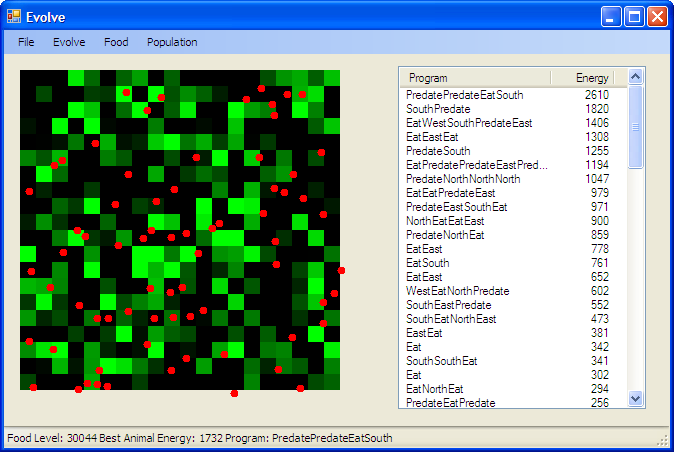 Evolve
File Evolve Food Population
Program Energy
PredatePredateEatSouth 2610
SouthPredate 1820
EatWestSouthPredateEast 1406
EatEastEat 1308
PredateSouth 1255
EatPredatePredateEastPred... 1194
PredateNorthNorthNorth 1047
EatEatPredateEast 979
PredateEastSouthEat 971
NorthEatEatEast 900
PredateNorthEat 859
EatEast 778
EatSouth 761
EatEast 652
WestEatNorthPredate 602
SouthEastPredate 552
SouthEatNorthEast 473
EastEat 381
Eat 342
SouthSouthEat 341
Eat 302
EatNorthEat 294
PredateEatPredate 256
Food Level: 30044 Best Animal Energy: 1732 Program: PredatePredateEatSouth